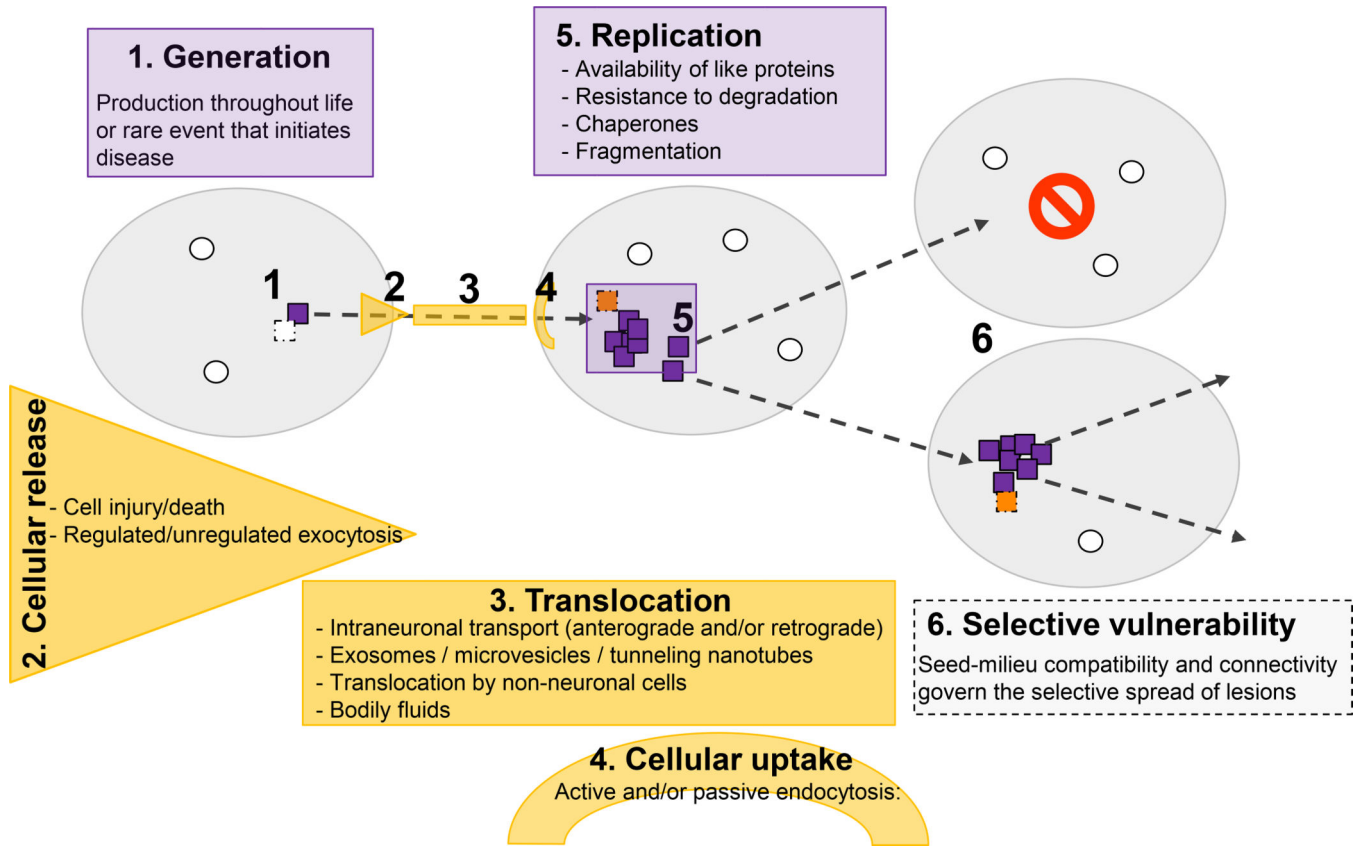 1. Generation
Production throughout life
or rare event that initiates
disease
5. Replication
- Availability of like proteins
- Resistance to degradation
- Chaperones
- Fragmentation
1
2
3
4
5
6
2. Cellular release
- Cell injury/death
- Regulated/unregulated exocytosis
3. Translocation
- Intraneuronal transport (anterograde and/or retrograde)
- Exosomes / microvesicles / tunneling nanotubes
- Translocation by non-neuronal cells
- Bodily fluids
6. Selective vulnerability
Seed-milieu compatibility and connectivity
govern the selective spread of lesions
4. Cellular uptake
Active and/or passive endocytosis: